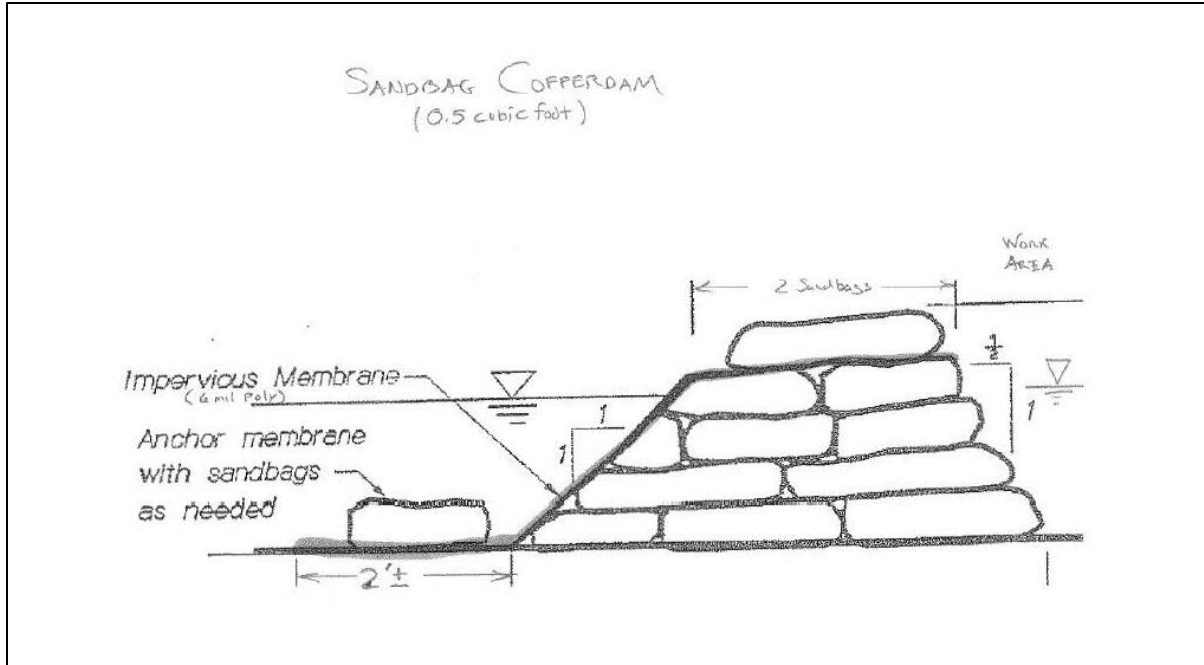 SANDBAG COFFERDAM
(0.5 cubic foot)
WORK
AREA
2 Sandbags
1/2
1
Impervious Membrane
(6 mil Poly)
1
1
Anchor membrane
with sandbags
as needed
2'±